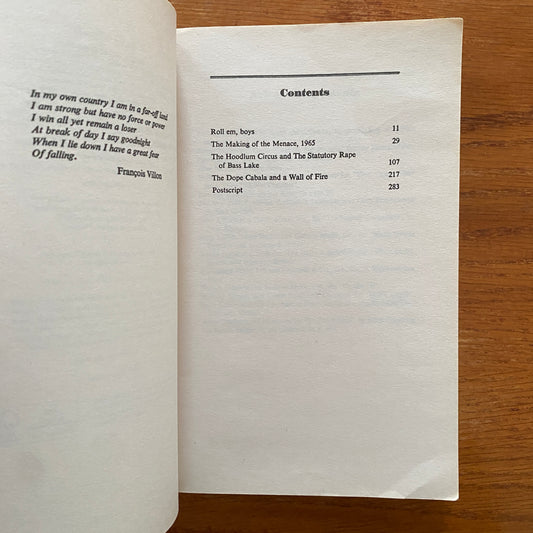 In my own country I am in a far-off land
I am strong but have no force or power
I win all yet remain a loser
At break of day I say goodnight
When I lie down I have a great fear
Of falling.
François Villon
Contents
Roll em, boys 11
The Making of the Menace, 1965 29
The Hoodlum Circus and The Statutory Rape
of Bass Lake 107
The Dope Cabala and a Wall of Fire 217
Postscript 283